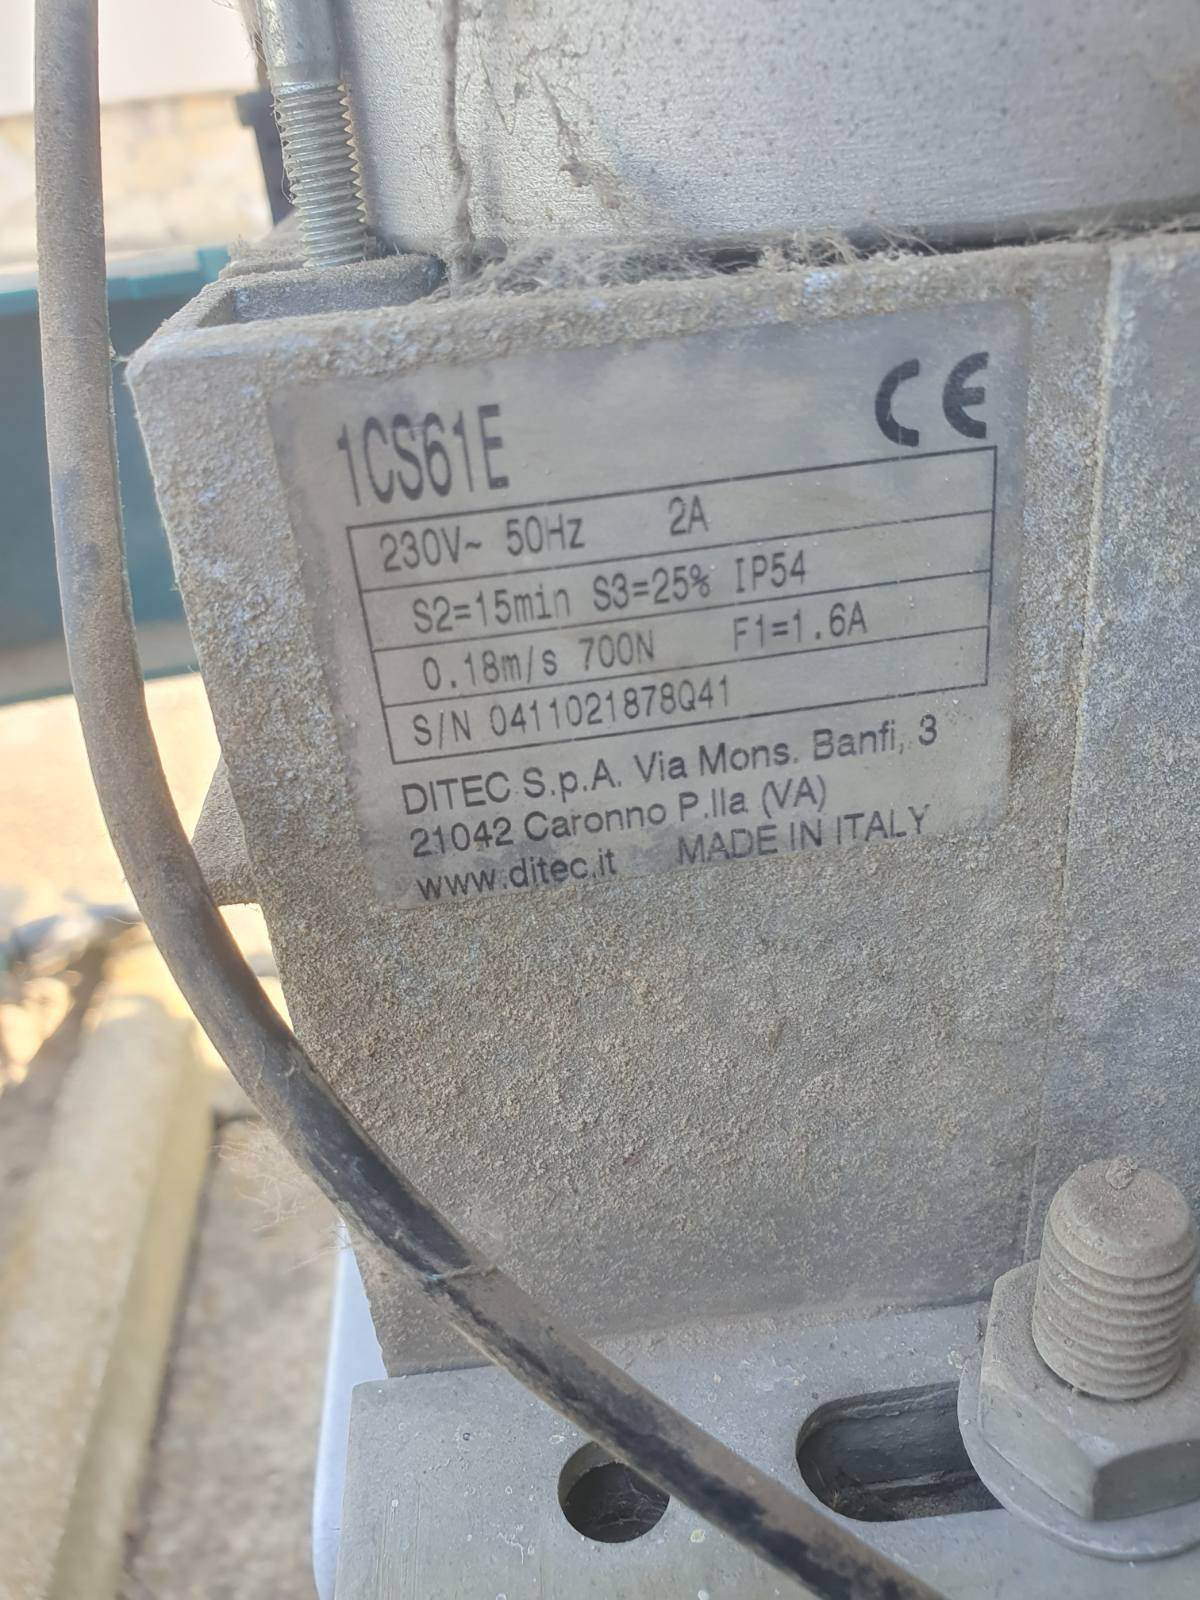 1CS61E CE
230V~ 50Hz 2A
S2=15min S3=25% IP54
0.18m/s 700N F1=1.6A
S/N 0411021878Q41
DITEC S.p.A. Via Mons. Banfi, 3
21042 Caronno P.lla (VA)
www.ditec.it MADE IN ITALY